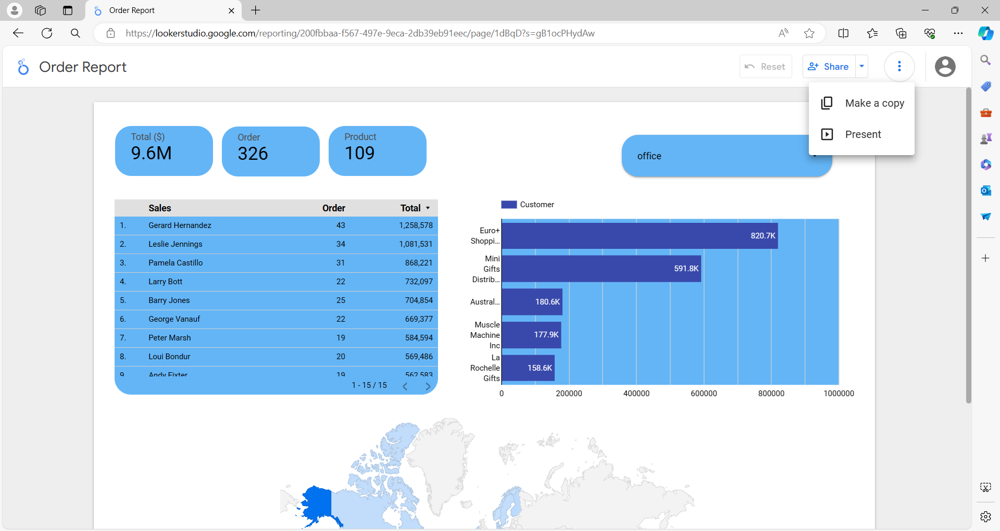 Order Report
https://lookerstudio.google.com/reporting/200fbbaa-f567-497e-9eca-2db39eb91eec/page/1dBqD?s=gB1ocPHydAw
Order Report
Reset
Share
Make a copy
Present
Total ($)
9.6M
Order
326
Product
109
office
Sales Order Total
1. Gerard Hernandez 43 1,258,578
2. Leslie Jennings 34 1,081,531
3. Pamela Castillo 31 868,221
4. Larry Bott 22 732,097
5. Barry Jones 25 704,854
6. George Vanauf 22 669,377
7. Peter Marsh 19 584,594
8. Loui Bondur 20 569,486
9. Andy Fixter 19 562,583
1 - 15 / 15
Customer
Euro+
Shoppi...
820.7K
Mini
Gifts
Distrib...
591.8K
Austral...
180.6K
Muscle
Machine
Inc
177.9K
La
Rochelle
Gifts
158.6K
0 200000 400000 600000 800000 1000000